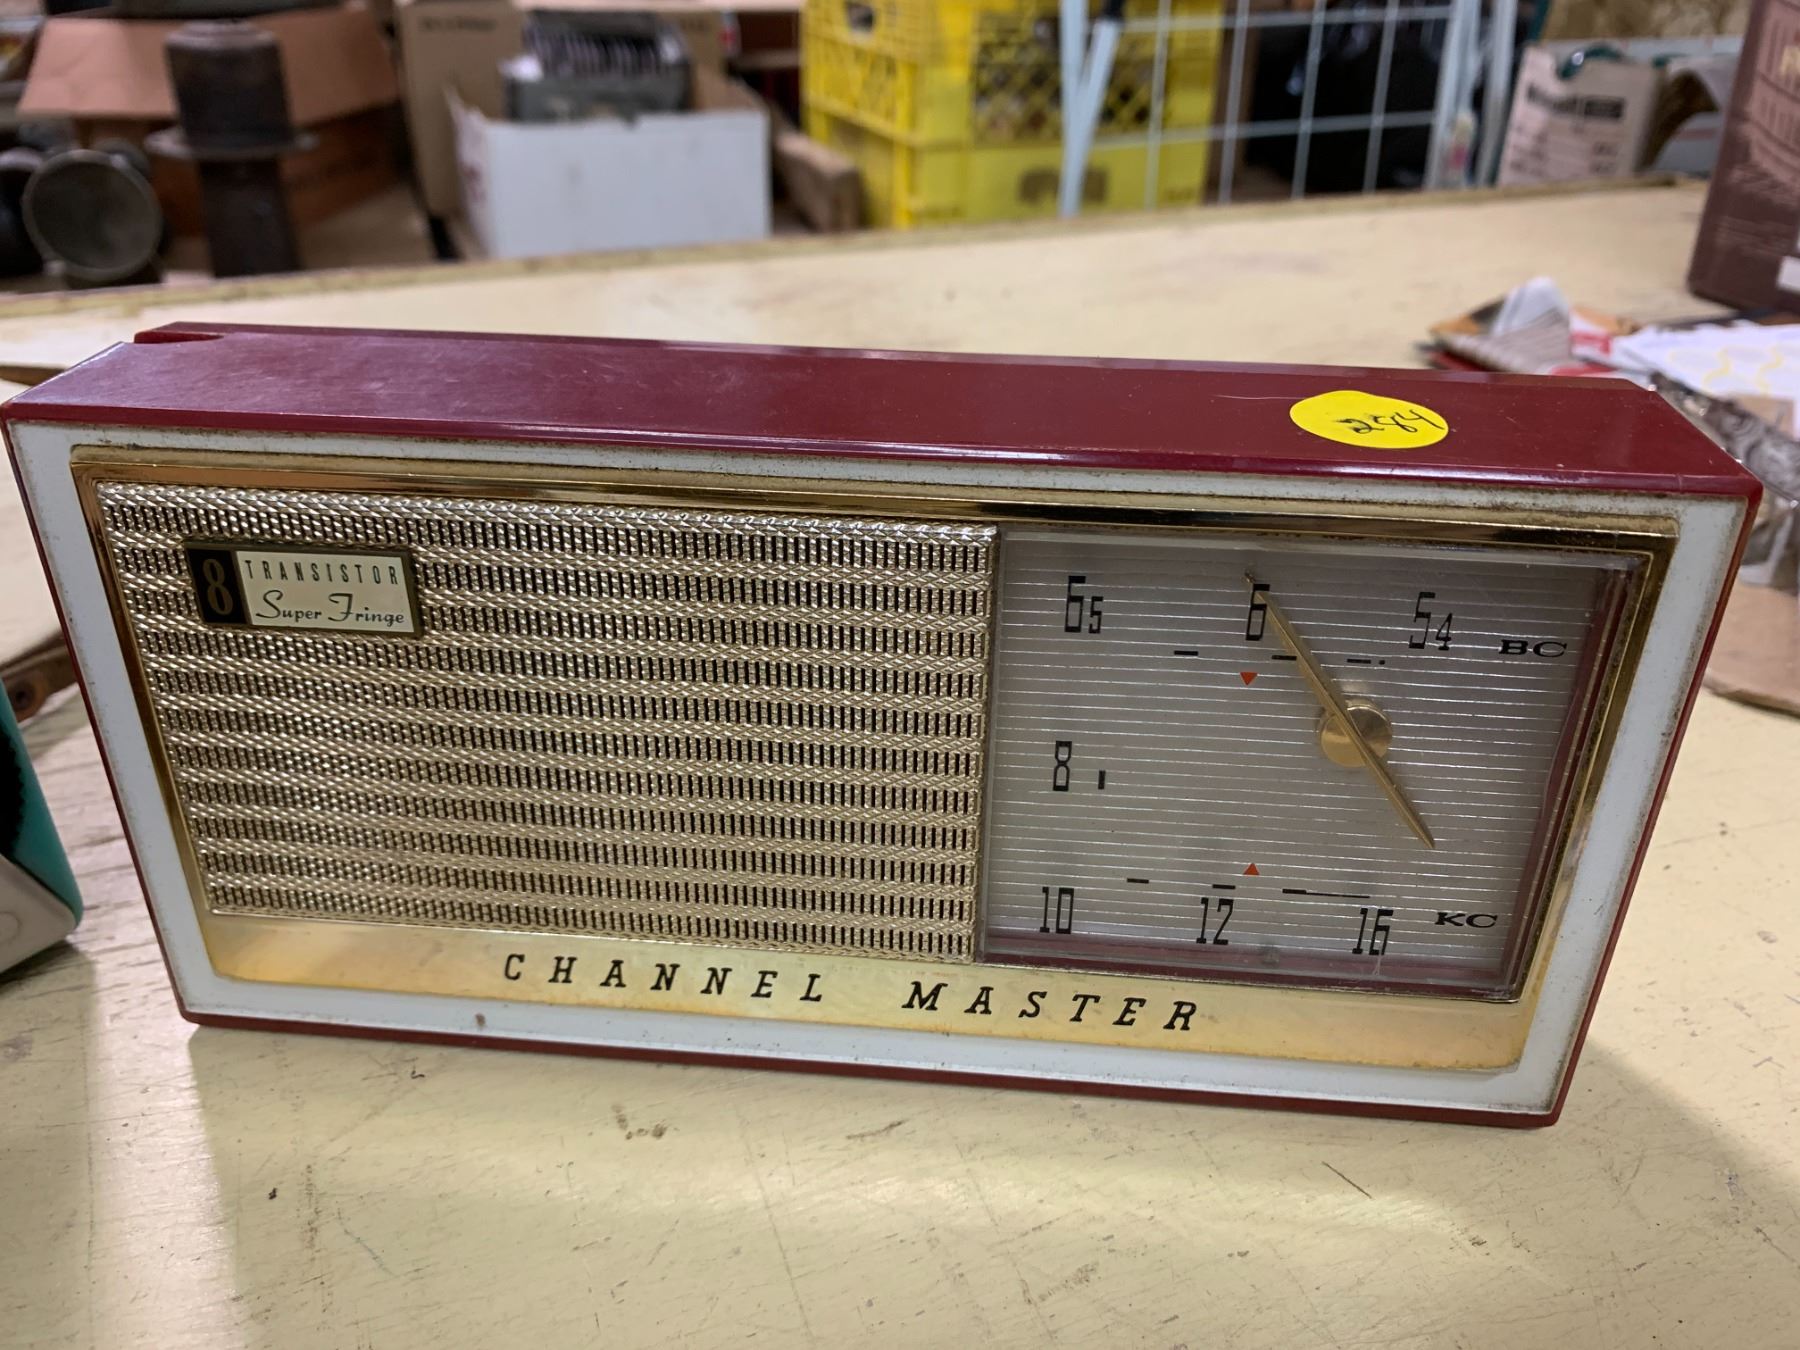 284
8 TRANSISTOR
Super Fringe
65 6 54 BC
8
10 12 16 KC
CHANNEL MASTER